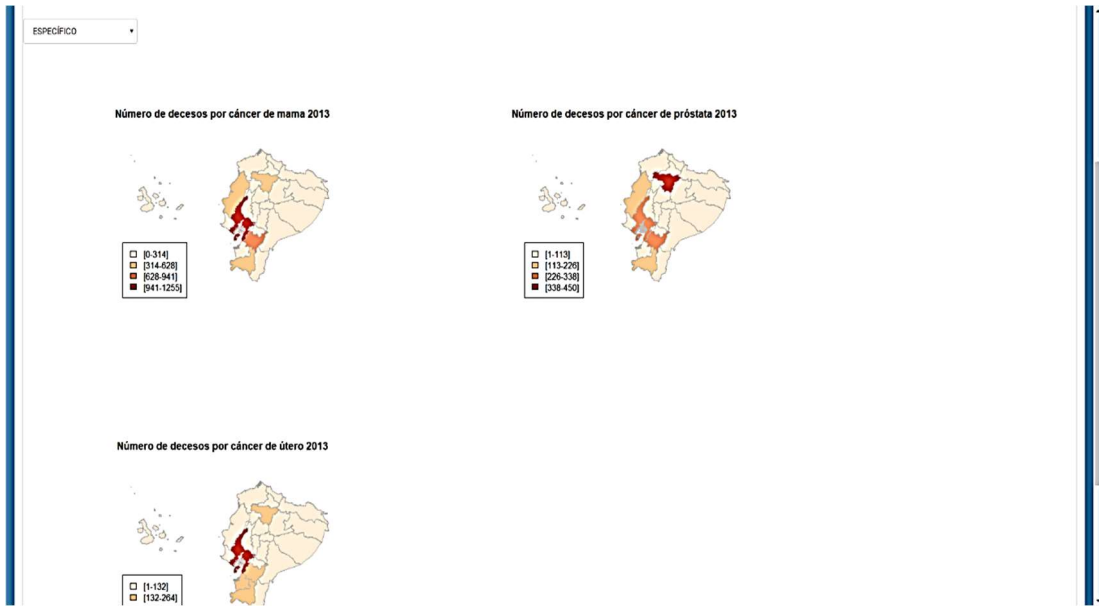 ESPECÍFICO
Número de decesos por cáncer de mama 2013
[0-314]
[314-628]
[628-941]
[941-1255]
Número de decesos por cáncer de próstata 2013
[1-113]
[113-226]
[226-338]
[338-450]
Número de decesos por cáncer de útero 2013
[1-132]
[132-264]